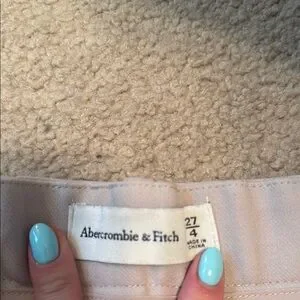 Abercrombie & Fitch
27
4
MADE IN
CHINA